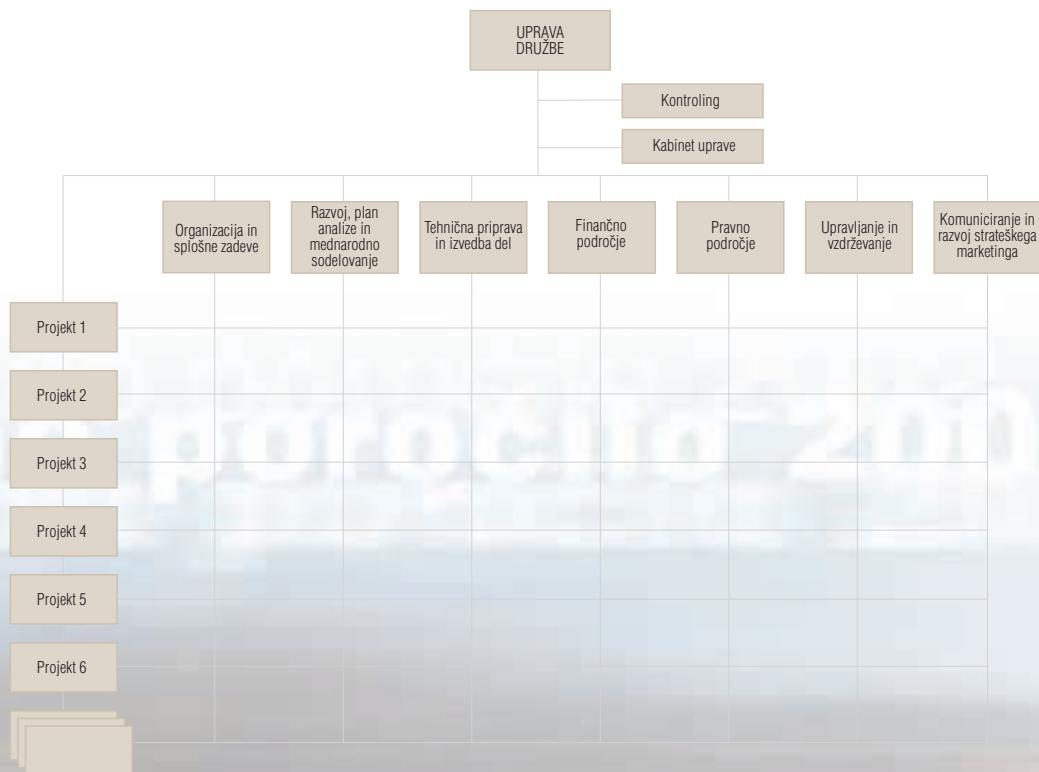 UPRAVA
DRUŽBE
Kontroling
Kabinet uprave
Organizacija in
splošne zadeve
Razvoj, plan
analize in
mednarodno
sodelovanje
Tehnična priprava
in izvedba del
Finančno
področje
Pravno
področje
Upravljanje in
vzdrževanje
Komuniciranje in
razvoj strateškega
marketinga
Projekt 1
Projekt 2
Projekt 3
poročilo 200
Projekt 4
Projekt 5
Projekt 6